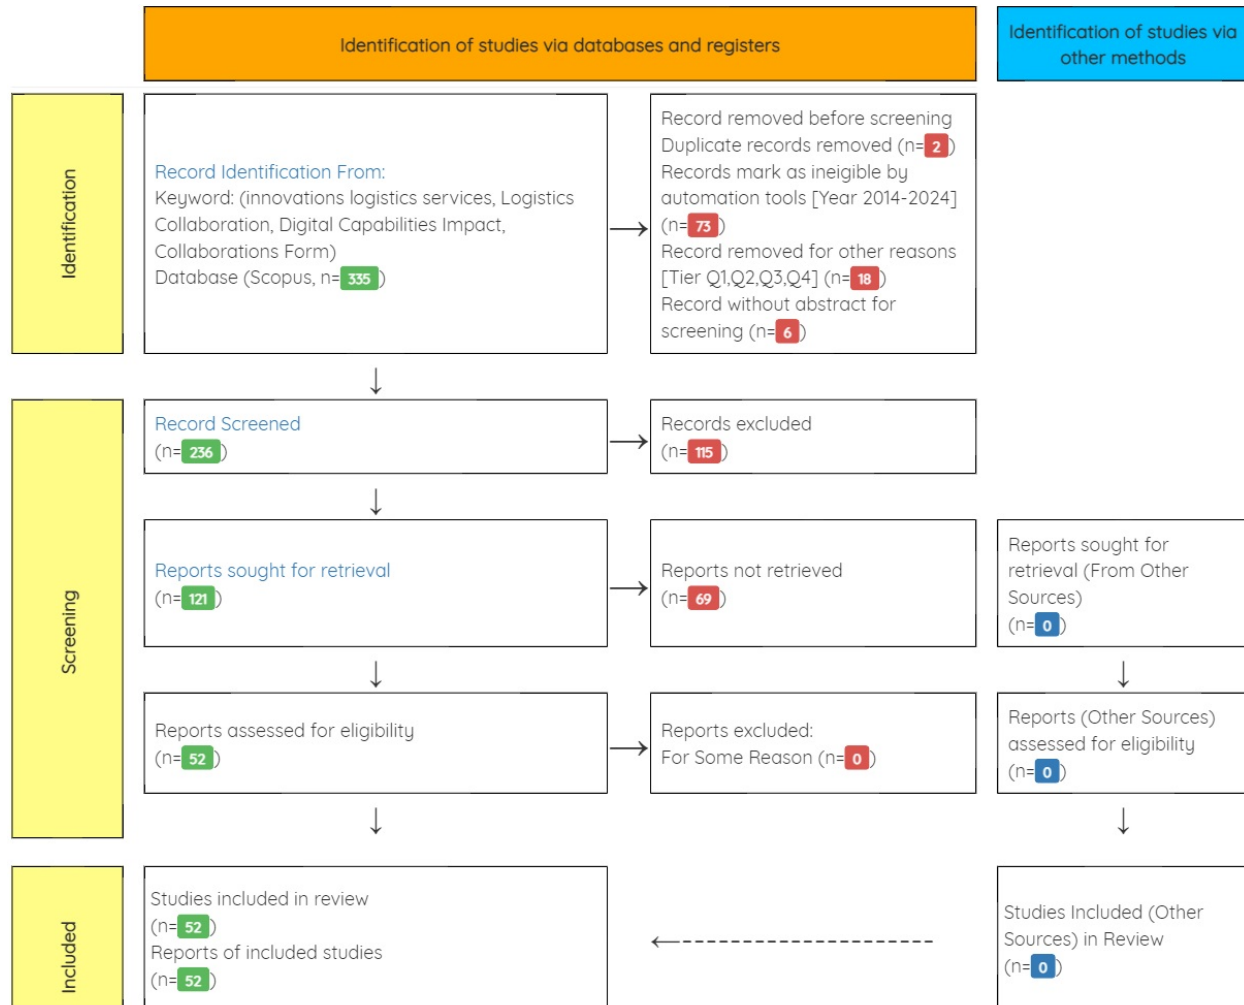 Identification of studies via databases and registers
Identification of studies via
other methods
Identification
Record Identification From:
Keyword: (innovations logistics services, Logistics
Collaboration, Digital Capabilities Impact,
Collaborations Form)
Database (Scopus, n= 335 )
Record removed before screening
Duplicate records removed (n= 2 )
Records mark as ineigible by
automation tools [Year 2014-2024]
(n= 73 )
Record removed for other reasons
[Tier Q1,Q2,Q3,Q4] (n= 18 )
Record without abstract for
screening (n= 6 )
Screening
Record Screened
(n= 236 )
Records excluded
(n= 115 )
Reports sought for retrieval
(n= 121 )
Reports not retrieved
(n= 69 )
Reports sought for
retrieval (From Other
Sources)
(n= 0 )
Reports assessed for eligibility
(n= 52 )
Reports excluded:
For Some Reason (n= 0 )
Reports (Other Sources)
assessed for eligibility
(n= 0 )
Included
Studies included in review
(n= 52 )
Reports of included studies
(n= 52 )
Studies Included (Other
Sources) in Review
(n= 0 )